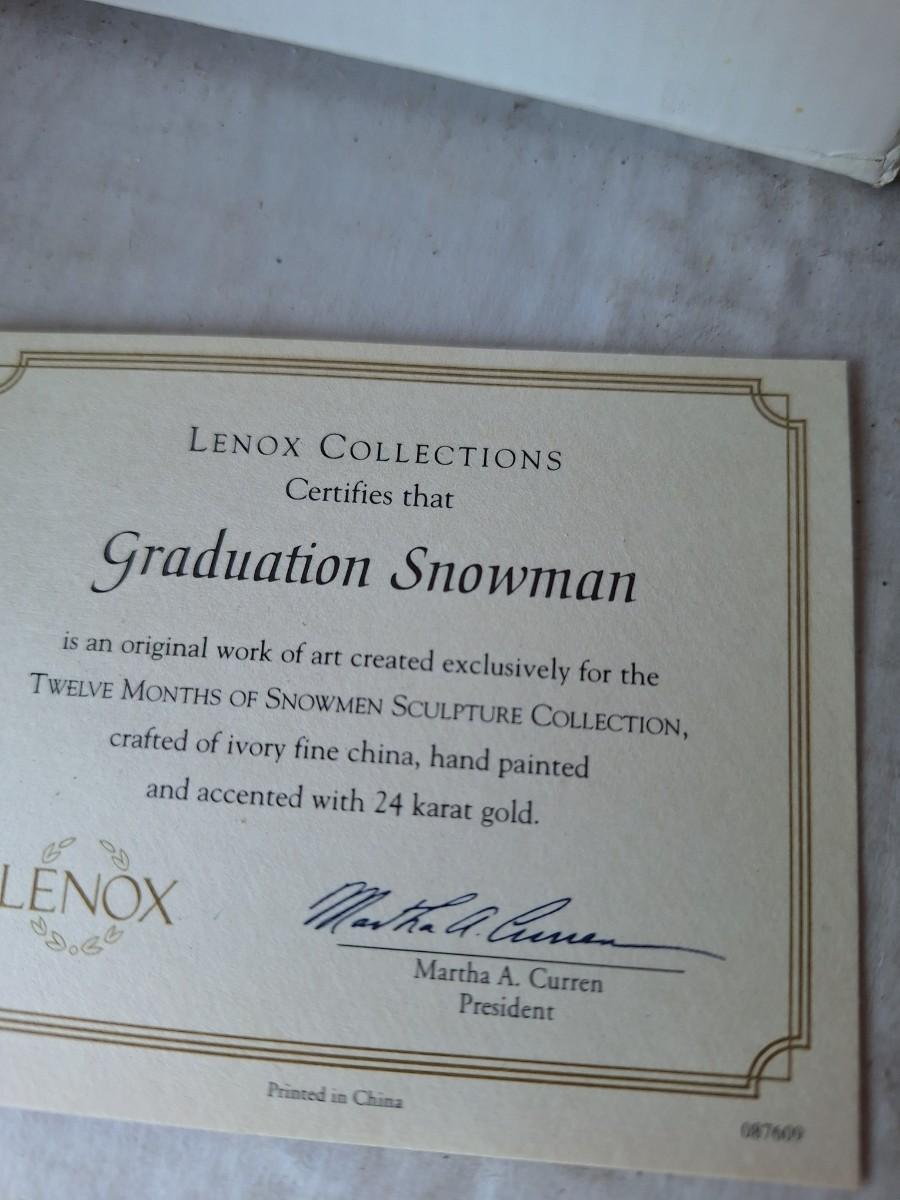 LENOX COLLECTIONS
Certifies that
Graduation Snowman
is an original work of art created exclusively for the
TWELVE MONTHS OF SNOWMEN SCULPTURE COLLECTION,
crafted of ivory fine china, hand painted
and accented with 24 karat gold.
LENOX
Martha A. Curren
Martha A. Curren
President
Printed in China
087609